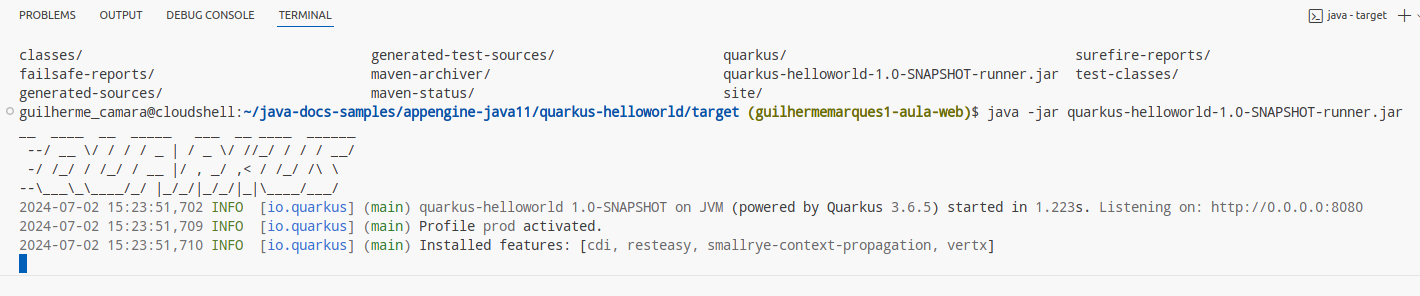 PROBLEMS OUTPUT DEBUG CONSOLE TERMINAL java - target
classes/ generated-test-sources/ quarkus/ surefire-reports/
failsafe-reports/ maven-archiver/ quarkus-helloworld-1.0-SNAPSHOT-runner.jar test-classes/
generated-sources/ maven-status/ site/
guilherme_camara@cloudshell:~/java-docs-samples/appengine-java11/quarkus-helloworld/target (guilhermemarques1-aula-web)$ java -jar quarkus-helloworld-1.0-SNAPSHOT-runner.jar
__  ____  __  _____   ___  __ ____  ______
 --/ __ \/ / / / _ | / _ \/ //_/ / / / __/
 -/ /_/ / /_/ / __ |/ , _/ ,< / /_/ /\ \
--\___\_\____/_/ |_/_/|_/_/|_|\____/___/
2024-07-02 15:23:51,702 INFO [io.quarkus] (main) quarkus-helloworld 1.0-SNAPSHOT on JVM (powered by Quarkus 3.6.5) started in 1.223s. Listening on: http://0.0.0.0:8080
2024-07-02 15:23:51,709 INFO [io.quarkus] (main) Profile prod activated.
2024-07-02 15:23:51,710 INFO [io.quarkus] (main) Installed features: [cdi, resteasy, smallrye-context-propagation, vertx]